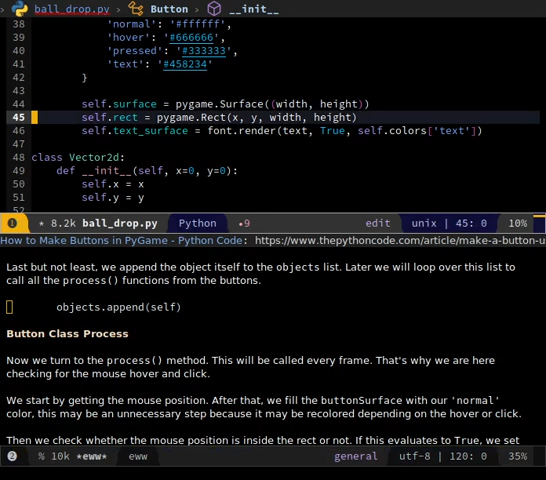 › ball_drop.py › Button › __init__
38 'normal': '#ffffff',
39 'hover': '#666666',
40 'pressed': '#333333',
41 'text': '#458234'
42 }
43
44 self.surface = pygame.Surface((width, height))
45 self.rect = pygame.Rect(x, y, width, height)
46 self.text_surface = font.render(text, True, self.colors['text'])
47
48 class Vector2d:
49 def __init__(self, x=0, y=0):
50 self.x = x
51 self.y = y
52
❶ * 8.2k ball_drop.py Python •9 edit unix | 45: 0 10%
How to Make Buttons in PyGame - Python Code: https://www.thepythoncode.com/article/make-a-button-u
Last but not least, we append the object itself to the objects list. Later we will loop over this list to
call all the process() functions from the buttons.
objects.append(self)
Button Class Process
Now we turn to the process() method. This will be called every frame. That's why we are here
checking for the mouse hover and click.
We start by getting the mouse position. After that, we fill the buttonSurface with our 'normal'
color, this may be an unnecessary step because it may be recolored depending on the hover or click.
Then we check whether the mouse position is inside the rect or not. If this evaluates to True, we set
❷ % 10k *eww* eww general utf-8 | 120: 0 35%